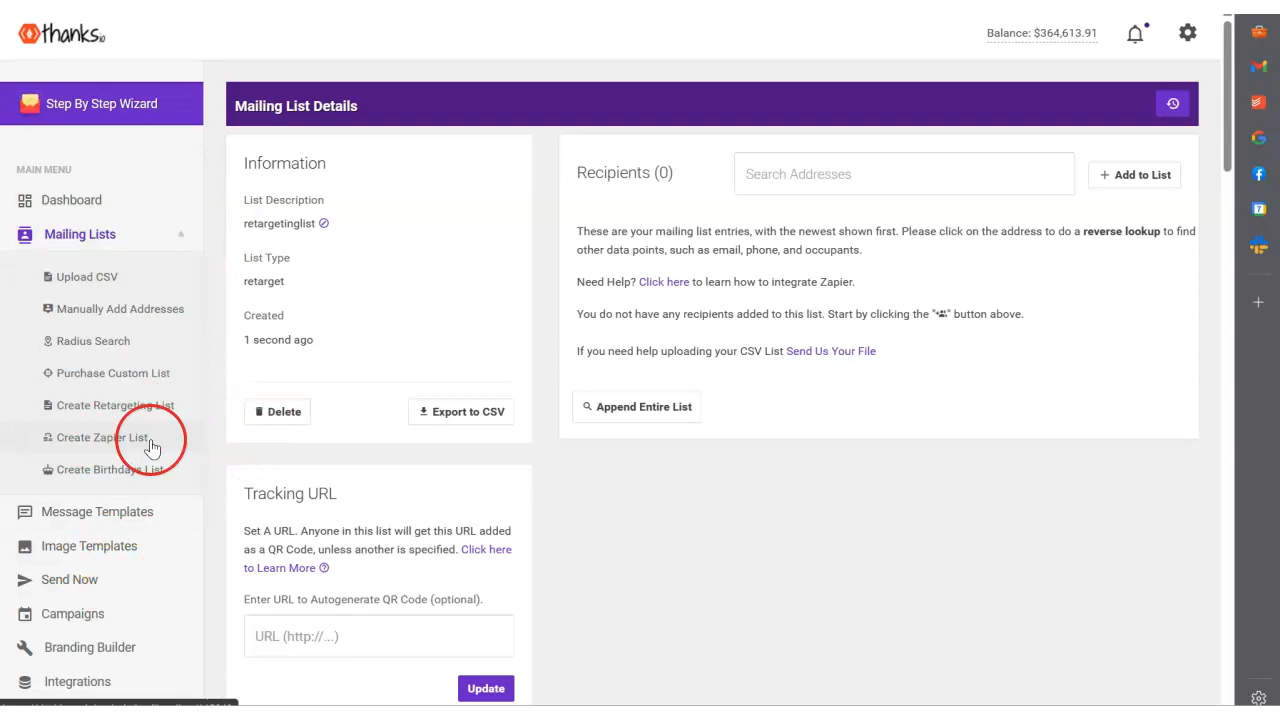 thanks.io
Balance: $364,613.91
Step By Step Wizard
MAIN MENU
Dashboard
Mailing Lists
Upload CSV
Manually Add Addresses
Radius Search
Purchase Custom List
Create Retargeting List
Create Zapier List
Create Birthdays List
Message Templates
Image Templates
Send Now
Campaigns
Branding Builder
Integrations
Mailing List Details
Information
List Description
retargetinglist
List Type
retarget
Created
1 second ago
Delete
Export to CSV
Tracking URL
Set A URL. Anyone in this list will get this URL added
as a QR Code, unless another is specified. Click here
to Learn More
Enter URL to Autogenerate QR Code (optional).
URL (http://...)
Update
Recipients (0)
Search Addresses
+ Add to List
These are your mailing list entries, with the newest shown first. Please click on the address to do a reverse lookup to find
other data points, such as email, phone, and occupants.
Need Help? Click here to learn how to integrate Zapier.
You do not have any recipients added to this list. Start by clicking the "" button above.
If you need help uploading your CSV List Send Us Your File
Append Entire List
7